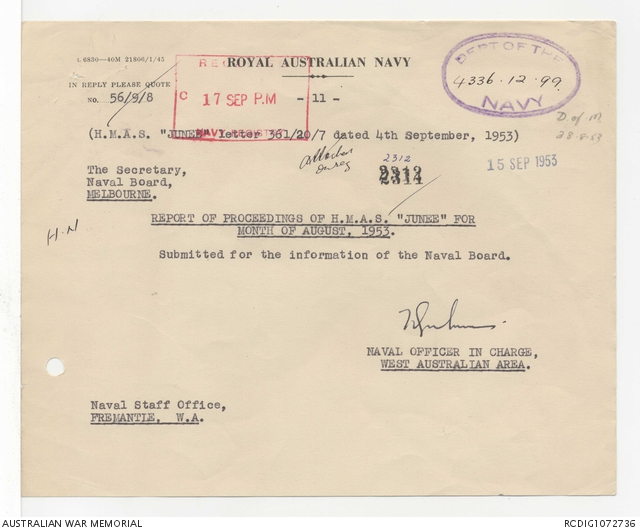 L 6830—40M 21800/1/45
ROYAL AUSTRALIAN NAVY
DEPT OF THE
4336.12.99
NAVY
IN REPLY PLEASE QUOTE
NO. 56/9/8
C 17 SEP P.M
- 11 -
D of M
NAVY
(H.M.A.S. "JUNEE" letter 361/20/7 dated 4th September, 1953)
2312
15 SEP 1953
The Secretary,
Naval Board,
MELBOURNE.
REPORT OF PROCEEDINGS OF H.M.A.S. "JUNEE" FOR
MONTH OF AUGUST, 1953.
H.N
Submitted for the information of the Naval Board.
NAVAL OFFICER IN CHARGE,
WEST AUSTRALIAN AREA.
Naval Staff Office,
FREMANTLE. W.A.
AUSTRALIAN WAR MEMORIAL
RCDIG1072736